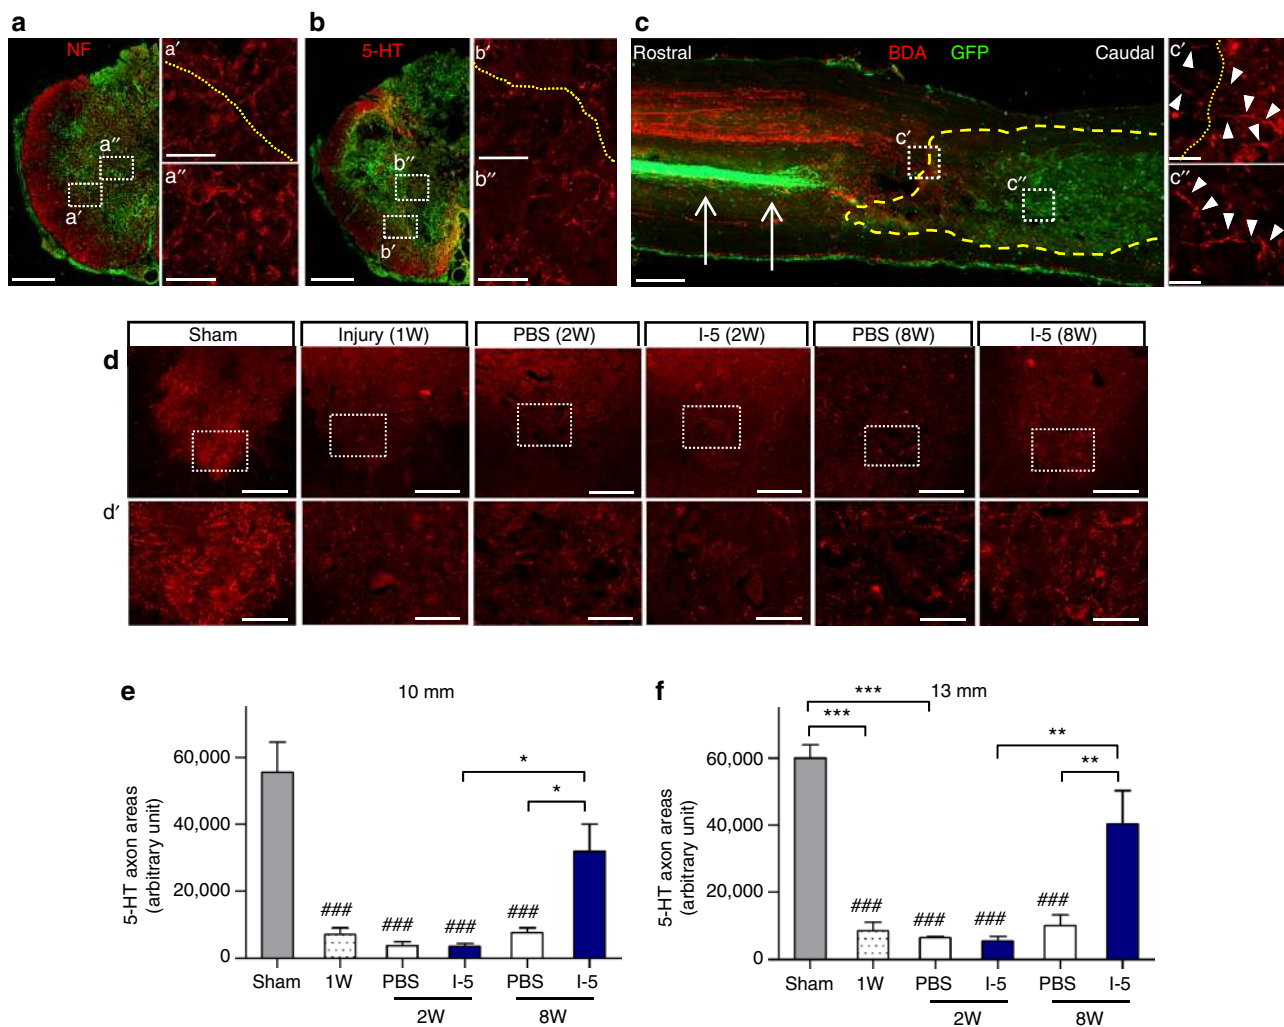 a
NF
a′
a″
a′
a″
b
5-HT
b′
b″
b″
b′
c
Rostral
BDA
GFP
Caudal
c′
c″
c′
c″
Sham
Injury (1W)
PBS (2W)
I-5 (2W)
PBS (8W)
I-5 (8W)
d
d′
e
10 mm
5-HT axon areas
(arbitrary unit)
60,000
40,000
20,000
0
*
*
###
###
###
###
Sham
1W
PBS
I-5
PBS
I-5
2W
8W
f
13 mm
5-HT axon areas
(arbitrary unit)
60,000
40,000
20,000
0
***
***
**
**
###
###
###
###
Sham
1W
PBS
I-5
PBS
I-5
2W
8W